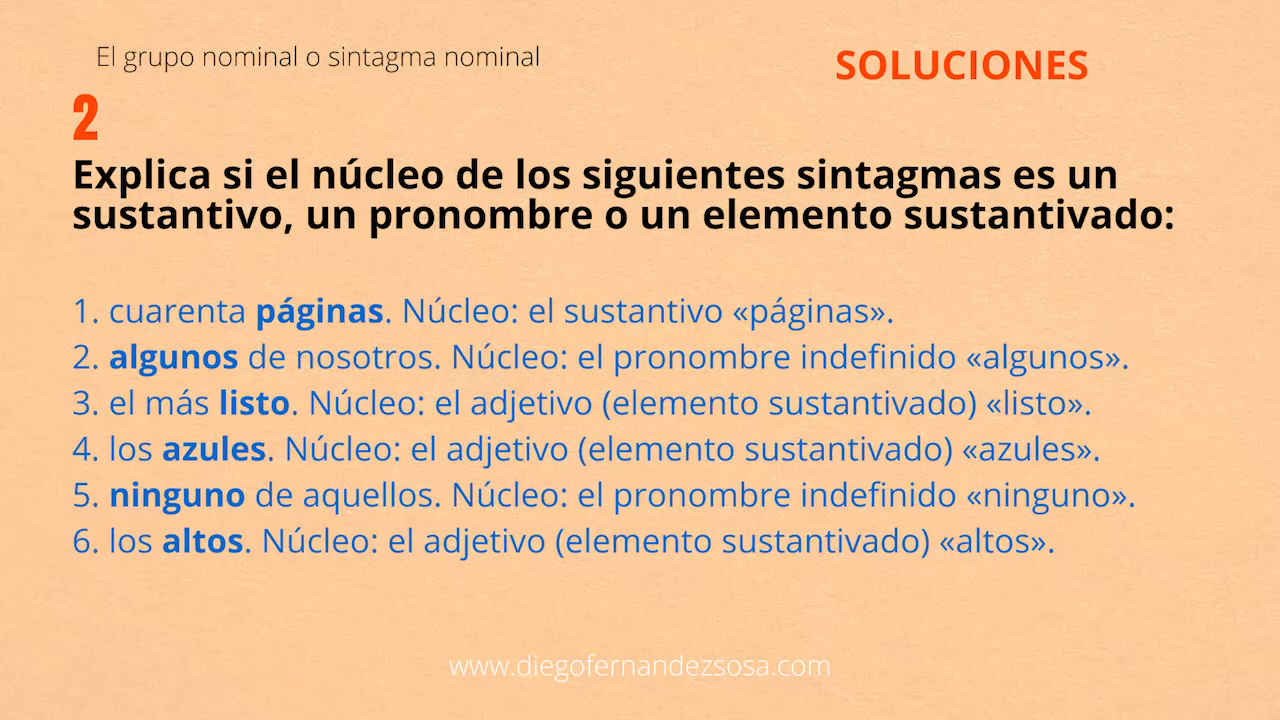 El grupo nominal o sintagma nominal
SOLUCIONES
2
Explica si el núcleo de los siguientes sintagmas es un
sustantivo, un pronombre o un elemento sustantivado:
1. cuarenta páginas. Núcleo: el sustantivo «páginas».
2. algunos de nosotros. Núcleo: el pronombre indefinido «algunos».
3. el más listo. Núcleo: el adjetivo (elemento sustantivado) «listo».
4. los azules. Núcleo: el adjetivo (elemento sustantivado) «azules».
5. ninguno de aquellos. Núcleo: el pronombre indefinido «ninguno».
6. los altos. Núcleo: el adjetivo (elemento sustantivado) «altos».
www.diegofernandezsosa.com